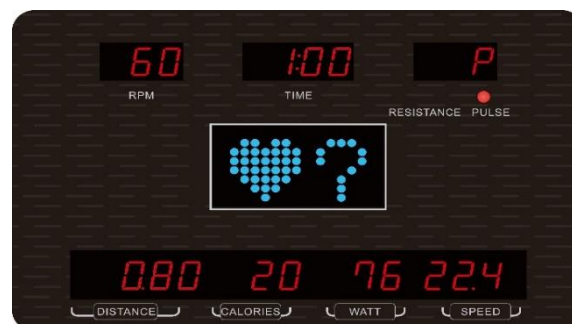 60 1:00 P
RPM TIME
RESISTANCE PULSE
?
0.80 20 76 22.4
DISTANCE CALORIES WATT SPEED